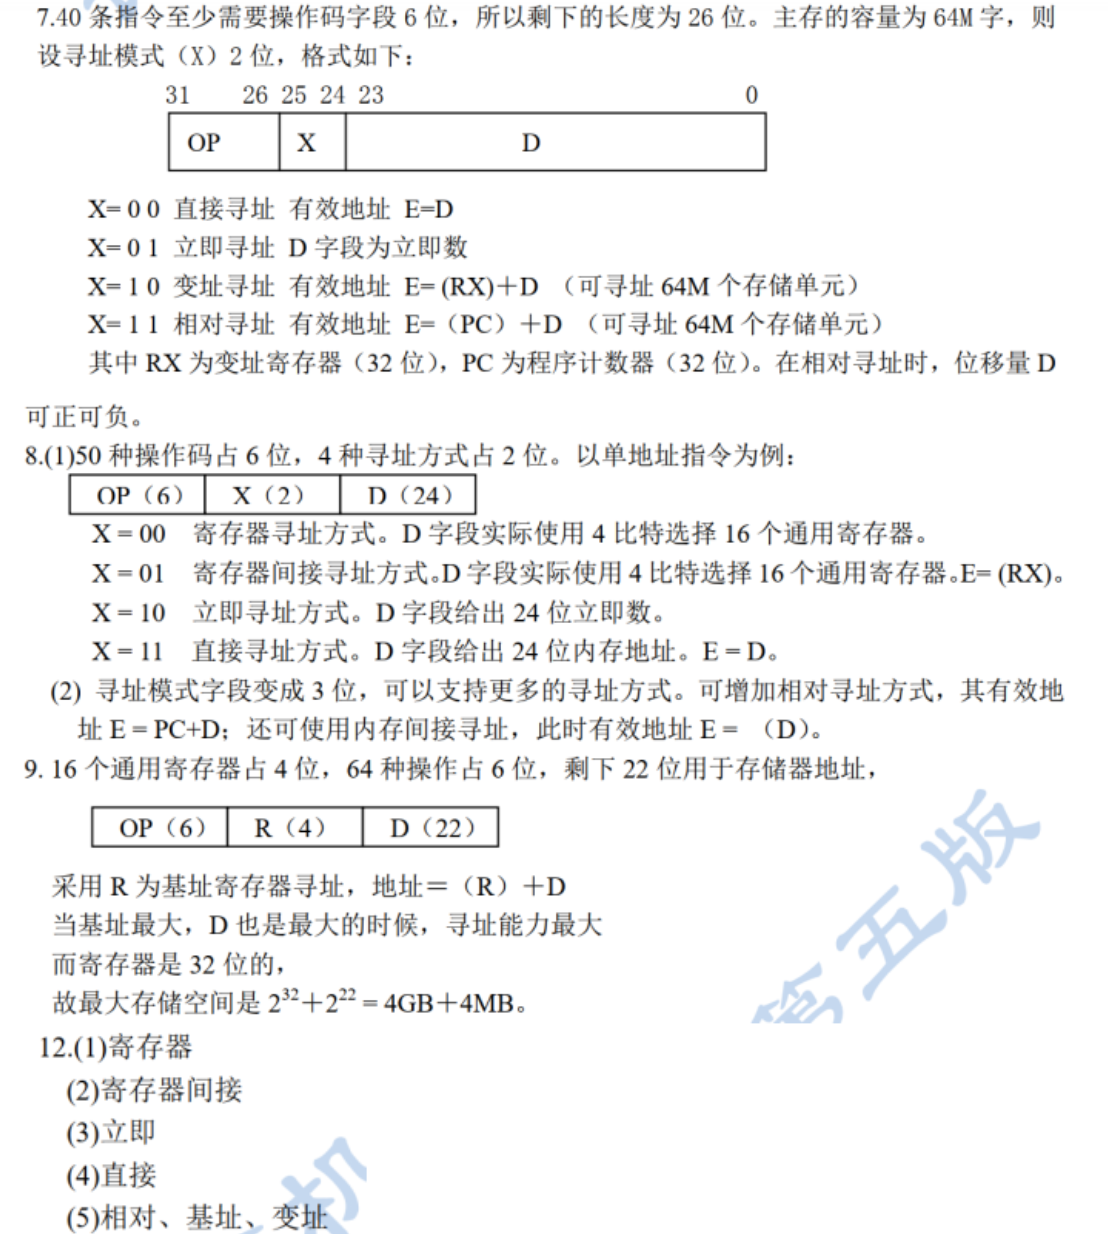 7.40 条指令至少需要操作码字段 6 位，所以剩下的长度为 26 位。主存的容量为 64M 字，则
设寻址模式（X）2 位，格式如下：
31 26 25 24 23 0
OP X D
X= 0 0 直接寻址 有效地址 E=D
X= 0 1 立即寻址 D 字段为立即数
X= 1 0 变址寻址 有效地址 E= (RX)＋D （可寻址 64M 个存储单元）
X= 1 1 相对寻址 有效地址 E=（PC）＋D （可寻址 64M 个存储单元）
其中 RX 为变址寄存器（32 位），PC 为程序计数器（32 位）。在相对寻址时，位移量 D
可正可负。
8.(1)50 种操作码占 6 位，4 种寻址方式占 2 位。以单地址指令为例：
OP（6） X（2） D（24）
X = 00 寄存器寻址方式。D 字段实际使用 4 比特选择 16 个通用寄存器。
X = 01 寄存器间接寻址方式。D 字段实际使用 4 比特选择 16 个通用寄存器。E= (RX)。
X = 10 立即寻址方式。D 字段给出 24 位立即数。
X = 11 直接寻址方式。D 字段给出 24 位内存地址。E = D。
(2) 寻址模式字段变成 3 位，可以支持更多的寻址方式。可增加相对寻址方式，其有效地
址 E = PC+D；还可使用内存间接寻址，此时有效地址 E = （D）。
9. 16 个通用寄存器占 4 位，64 种操作占 6 位，剩下 22 位用于存储器地址，
OP（6） R（4） D（22）
采用 R 为基址寄存器寻址，地址＝（R）＋D
当基址最大，D 也是最大的时候，寻址能力最大
而寄存器是 32 位的，
故最大存储空间是 2³²＋2²² = 4GB＋4MB。
12.(1)寄存器
(2)寄存器间接
(3)立即
(4)直接
(5)相对、基址、变址
第五版
机